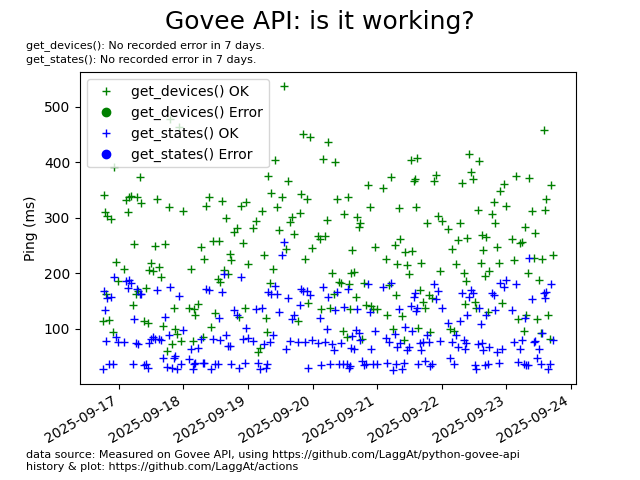 Govee API: is it working?
get_devices(): No recorded error in 7 days.
get_states(): No recorded error in 7 days.
get_devices() OK
get_devices() Error
get_states() OK
get_states() Error
Ping (ms)
500
400
300
200
100
2025-09-17
2025-09-18
2025-09-19
2025-09-20
2025-09-21
2025-09-22
2025-09-23
2025-09-24
data source: Measured on Govee API, using https://github.com/LaggAt/python-govee-api
history & plot: https://github.com/LaggAt/actions